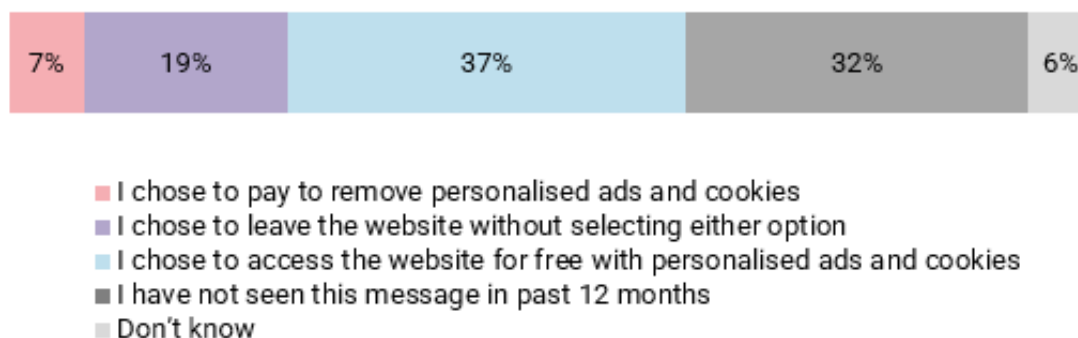 7% 19% 37% 32% 6%
I chose to pay to remove personalised ads and cookies
I chose to leave the website without selecting either option
I chose to access the website for free with personalised ads and cookies
I have not seen this message in past 12 months
Don't know